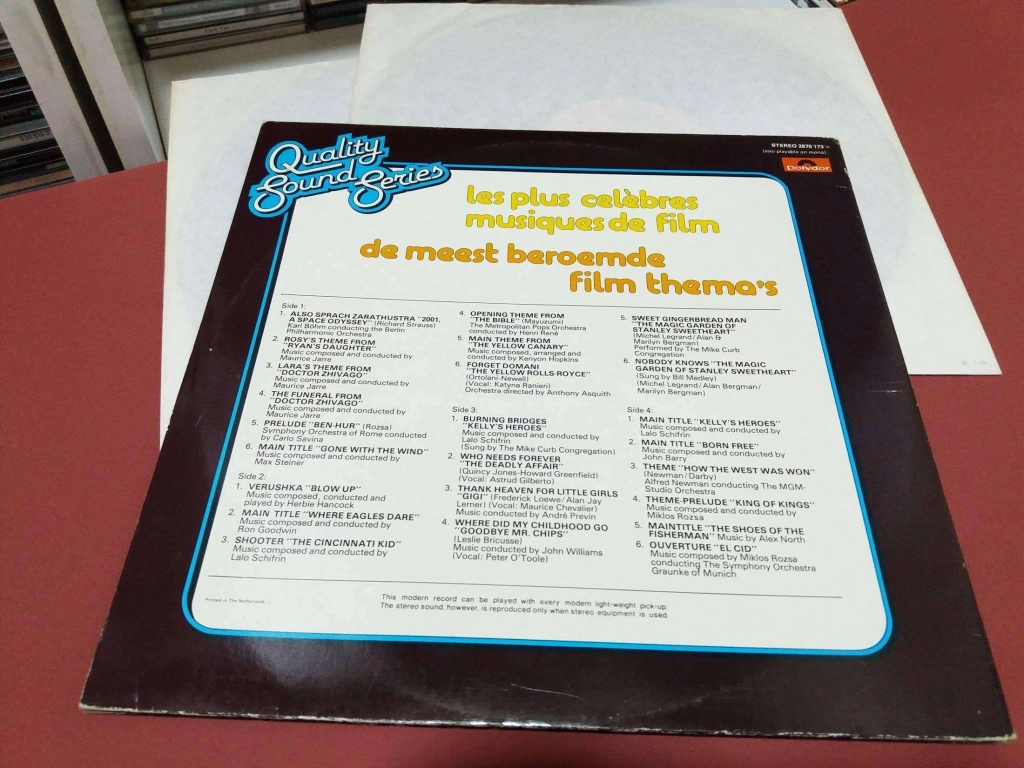 Quality
Sound Series
STEREO 2670 173
(also playable on mono)
Polydor
les plus celèbres
musiques de film
de meest beroemde
film thema's
Side 1:
1. ALSO SPRACH ZARATHUSTRA "2001,
A SPACE ODYSSEY" (Richard Strauss)
Karl Böhm conducting the Berlin
Philharmonic Orchestra
2. ROSY'S THEME FROM
"RYAN'S DAUGHTER"
Music composed and conducted by
Maurice Jarre
3. LARA'S THEME FROM
"DOCTOR ZHIVAGO"
Music composed and conducted by
Maurice Jarre
4. THE FUNERAL FROM
"DOCTOR ZHIVAGO"
Music composed and conducted by
Maurice Jarre
5. PRELUDE "BEN-HUR" (Rozsa)
Symphony Orchestra of Rome conducted
by Carlo Savina
6. MAIN TITLE "GONE WITH THE WIND"
Music composed and conducted by
Max Steiner
Side 2:
1. VERUSHKA "BLOW UP"
Music composed, conducted and
played by Herbie Hancock
2. MAIN TITLE "WHERE EAGLES DARE"
Music composed and conducted by
Ron Goodwin
3. SHOOTER "THE CINCINNATI KID"
Music composed and conducted by
Lalo Schifrin
4. OPENING THEME FROM
"THE BIBLE" (Mayuzumi)
The Metropolitan Pops Orchestra
conducted by Henri René
5. MAIN THEME FROM
"THE YELLOW CANARY"
Music composed, arranged and
conducted by Kenyon Hopkins
6. FORGET DOMANI
"THE YELLOW ROLLS-ROYCE"
(Ortolani-Newell)
(Vocal: Katyna Ranieri)
Orchestra directed by Anthony Asquith
Side 3:
1. BURNING BRIDGES
"KELLY'S HEROES"
Music composed and conducted by
Lalo Schifrin
(Sung by The Mike Curb Congregation)
2. WHO NEEDS FOREVER
"THE DEADLY AFFAIR"
(Quincy Jones-Howard Greenfield)
(Vocal: Astrud Gilberto)
3. THANK HEAVEN FOR LITTLE GIRLS
"GIGI" (Frederick Loewe/Alan Jay
Lerner) (Vocal: Maurice Chevalier)
Music conducted by André Previn
4. WHERE DID MY CHILDHOOD GO
"GOODBYE MR. CHIPS"
(Leslie Bricusse)
Music conducted by John Williams
(Vocal: Peter O'Toole)
5. SWEET GINGERBREAD MAN
"THE MAGIC GARDEN OF
STANLEY SWEETHEART"
(Michel Legrand/Alan &
Marilyn Bergman)
Performed by The Mike Curb
Congregation
6. NOBODY KNOWS "THE MAGIC
GARDEN OF STANLEY SWEETHEART"
(Sung by Bill Medley)
(Michel Legrand/Alan Bergman/
Marilyn Bergman)
Side 4:
1. MAIN TITLE "KELLY'S HEROES"
Music composed and conducted by
Lalo Schifrin
2. MAIN TITLE "BORN FREE"
Music composed and conducted by
John Barry
3. THEME "HOW THE WEST WAS WON"
(Newman/Darby)
Alfred Newman conducting The MGM-
Studio Orchestra
4. THEME-PRELUDE "KING OF KINGS"
Music composed and conducted by
Miklos Rozsa
5. MAINTITLE "THE SHOES OF THE
FISHERMAN" Music by Alex North
6. OUVERTURE "EL CID"
Music composed by Miklos Rozsa
conducting The Symphony Orchestra
Graunke of Munich
Printed in The Netherlands
This modern record can be played with every modern light-weight pick-up.
The stereo sound, however, is reproduced only when stereo equipment is used.